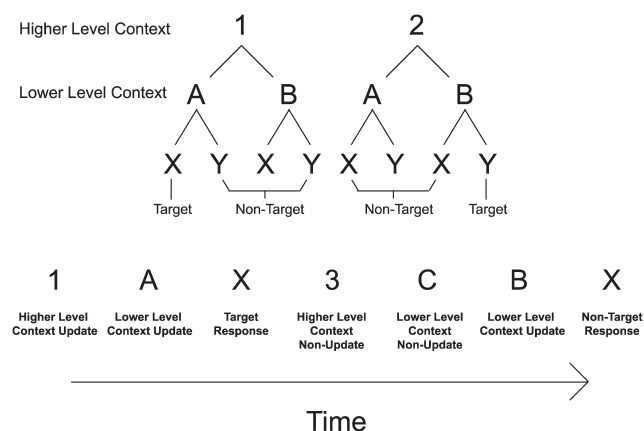 Higher Level Context 1 2
Lower Level Context A B A B
X Y X Y X Y X Y
Target Non-Target Non-Target Target
1 A X 3 C B X
Higher Level Context Update
Lower Level Context Update
Target Response
Higher Level Context Non-Update
Lower Level Context Non-Update
Lower Level Context Update
Non-Target Response
Time